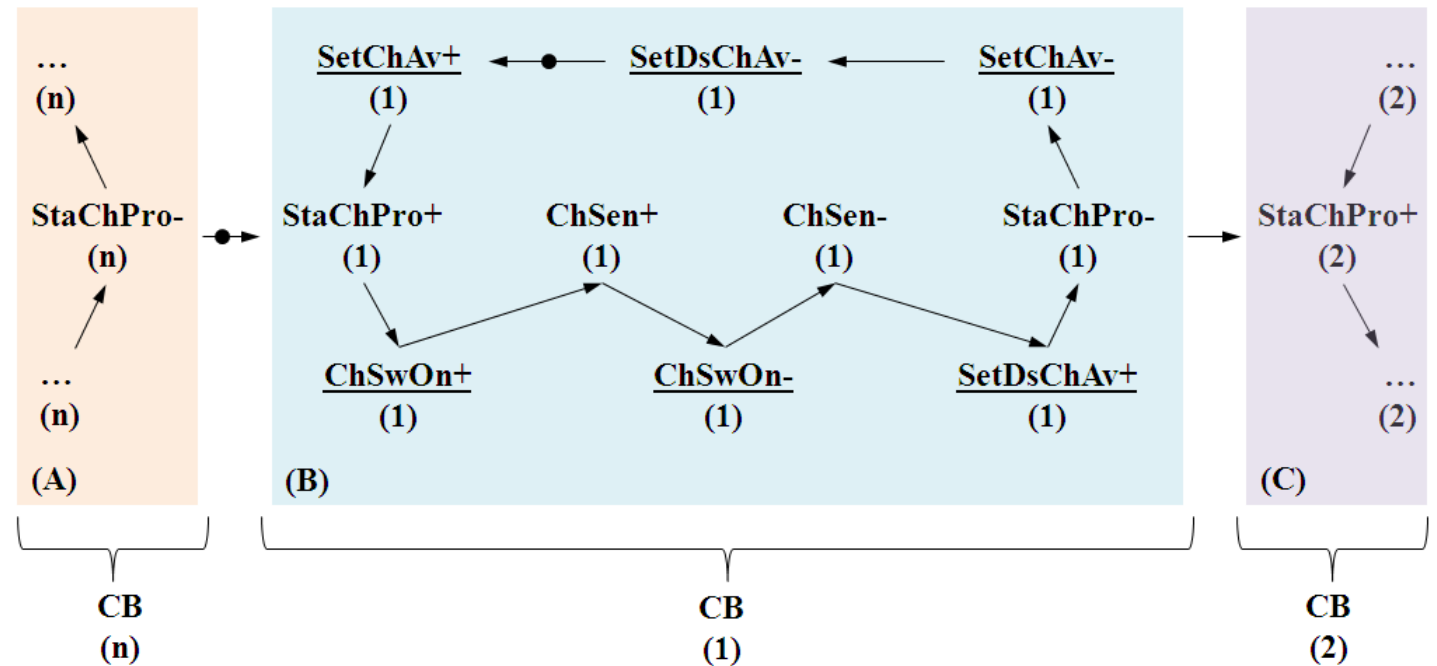 ...
(n)
StaChPro-
(n)
...
(n)
(A)
CB
(n)
SetChAv+
(1)
SetDsChAv-
(1)
SetChAv-
(1)
StaChPro+
(1)
ChSen+
(1)
ChSen-
(1)
StaChPro-
(1)
ChSwOn+
(1)
ChSwOn-
(1)
SetDsChAv+
(1)
(B)
CB
(1)
...
(2)
StaChPro+
(2)
...
(2)
(C)
CB
(2)